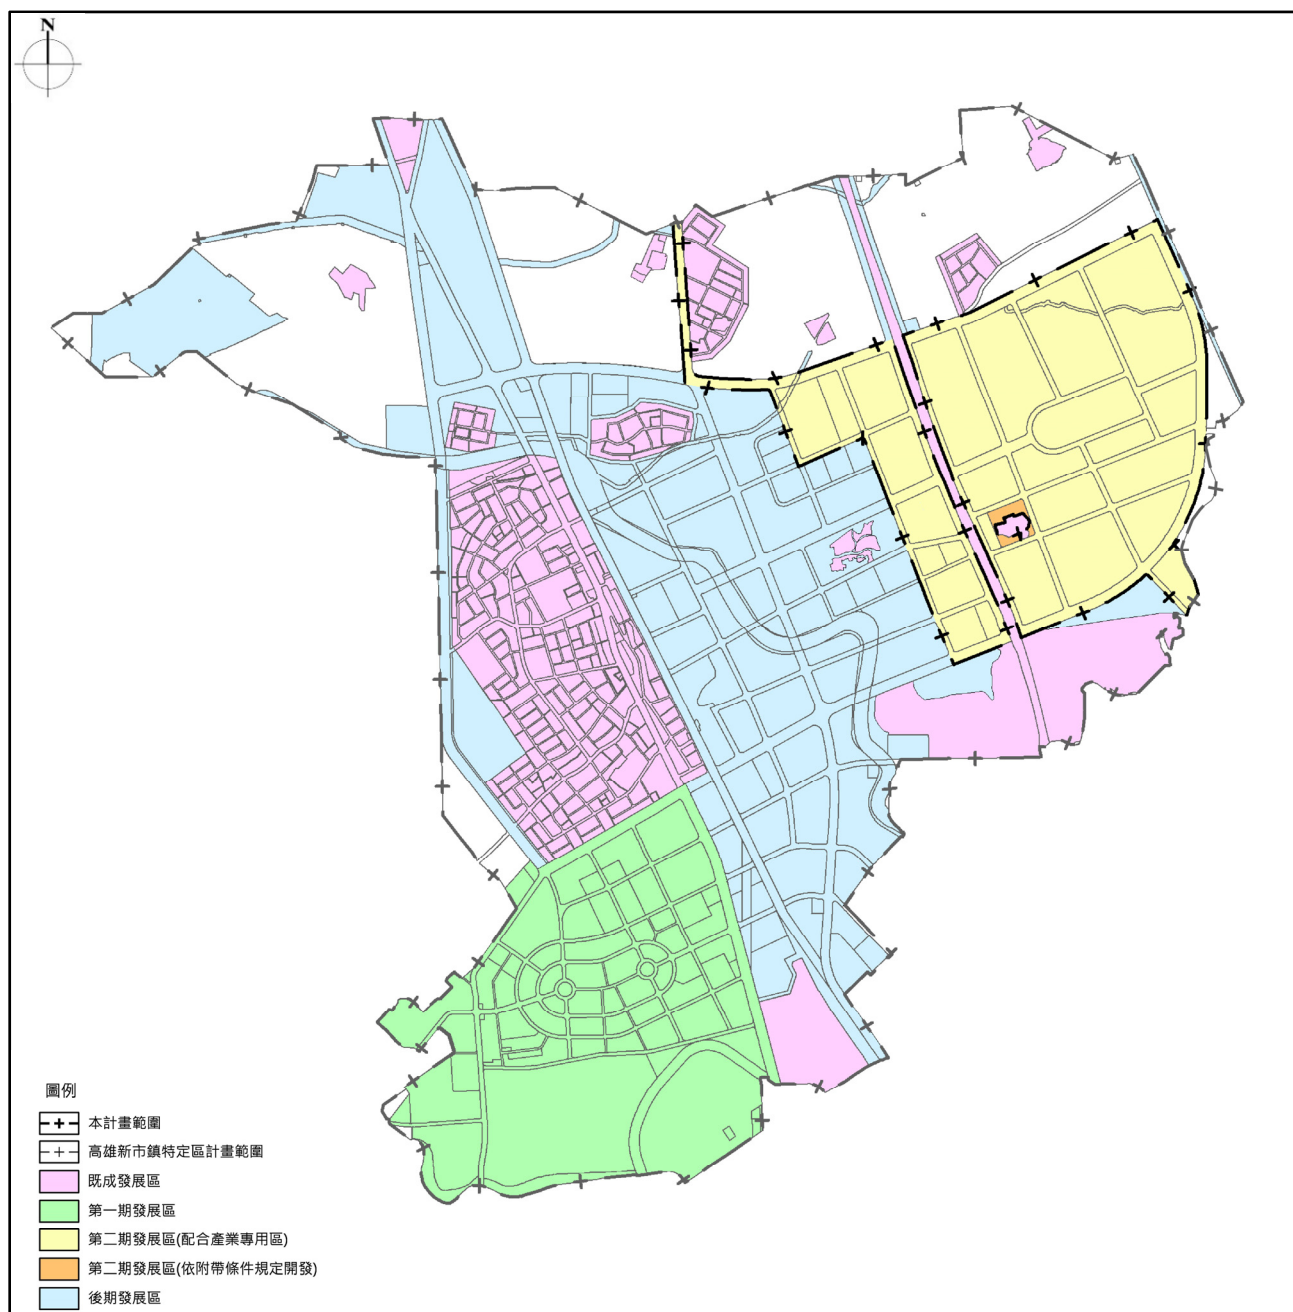 N
圖例
本計畫範圍
高雄新市鎮特定區計畫範圍
既成發展區
第一期發展區
第二期發展區(配合產業專用區)
第二期發展區(依附帶條件規定開發)
後期發展區